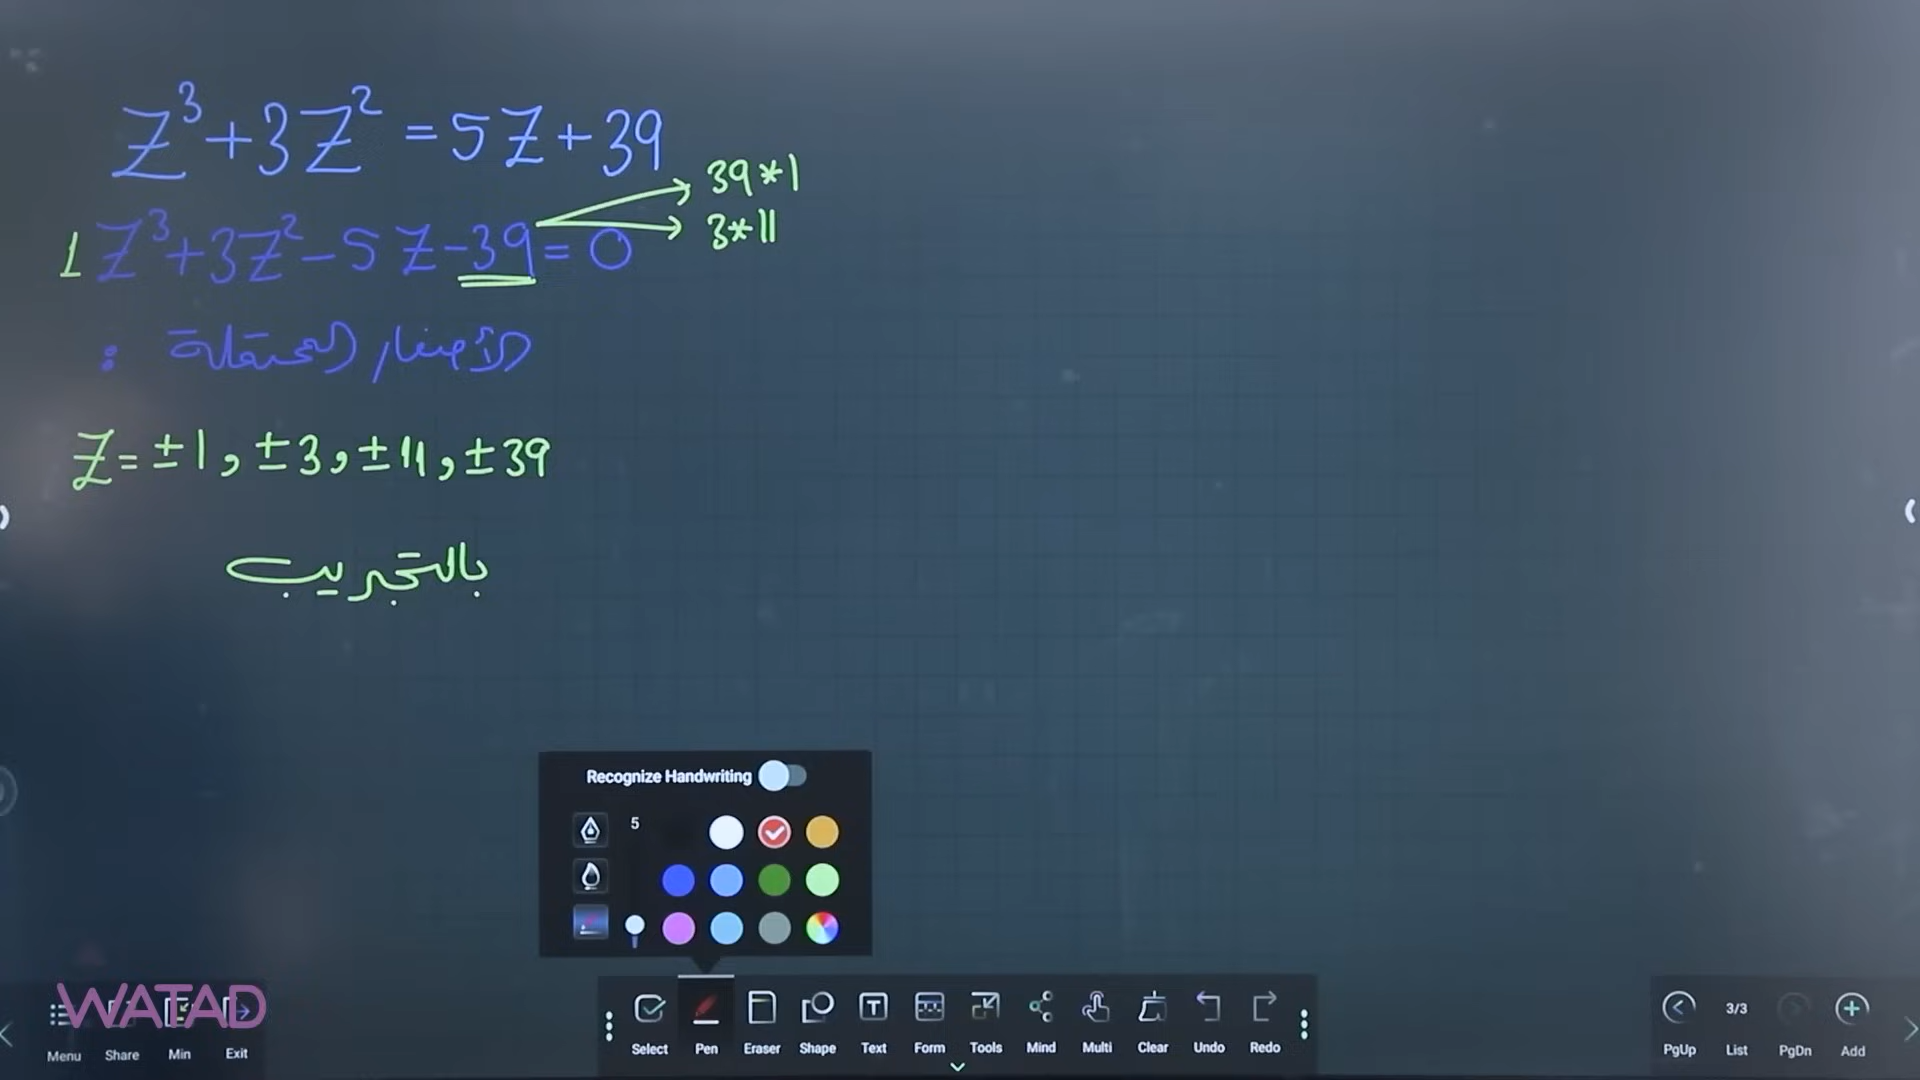 Z³+3Z²=5Z+39
39*1
3*11
1 Z³+3Z²-5Z-39=0
الأصفار المحتملة :
Z=±1, ±3, ±11, ±39
بالتجريب
Recognize Handwriting
5
WATAD
Menu Share Min Exit
Select Pen Eraser Shape Text Form Tools Mind Multi Clear Undo Redo
3/3
PgUp List PgDn Add